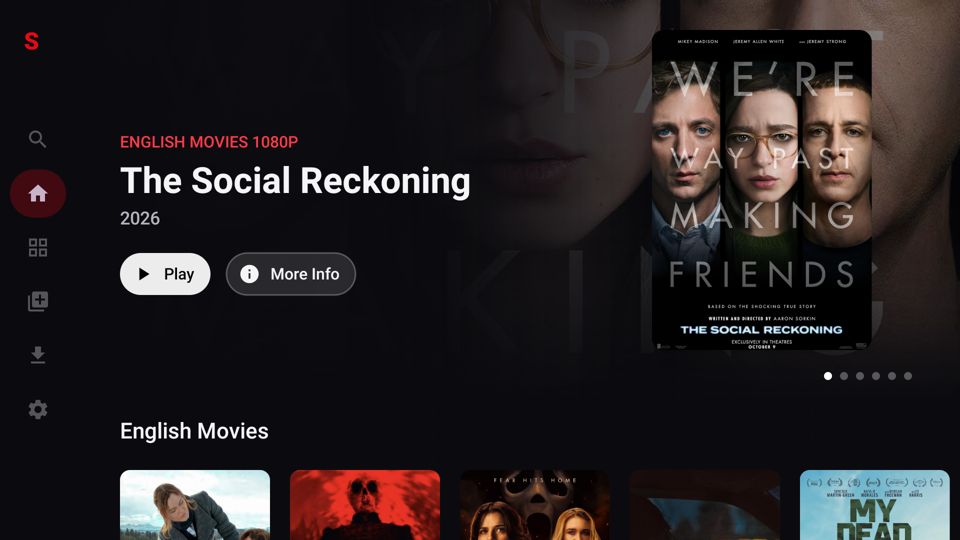 S
ENGLISH MOVIES 1080P
The Social Reckoning
2026
Play
More Info
MIKEY MADISON JEREMY ALLEN WHITE AND JEREMY STRONG
WE'RE
WAY PAST
MAKING
FRIENDS
BASED ON THE SHOCKING TRUE STORY
WRITTEN AND DIRECTED BY AARON SORKIN
THE SOCIAL RECKONING
EXCLUSIVELY IN THEATRES
OCTOBER 9
English Movies
FEAR HITS HOME
MY
DEAD